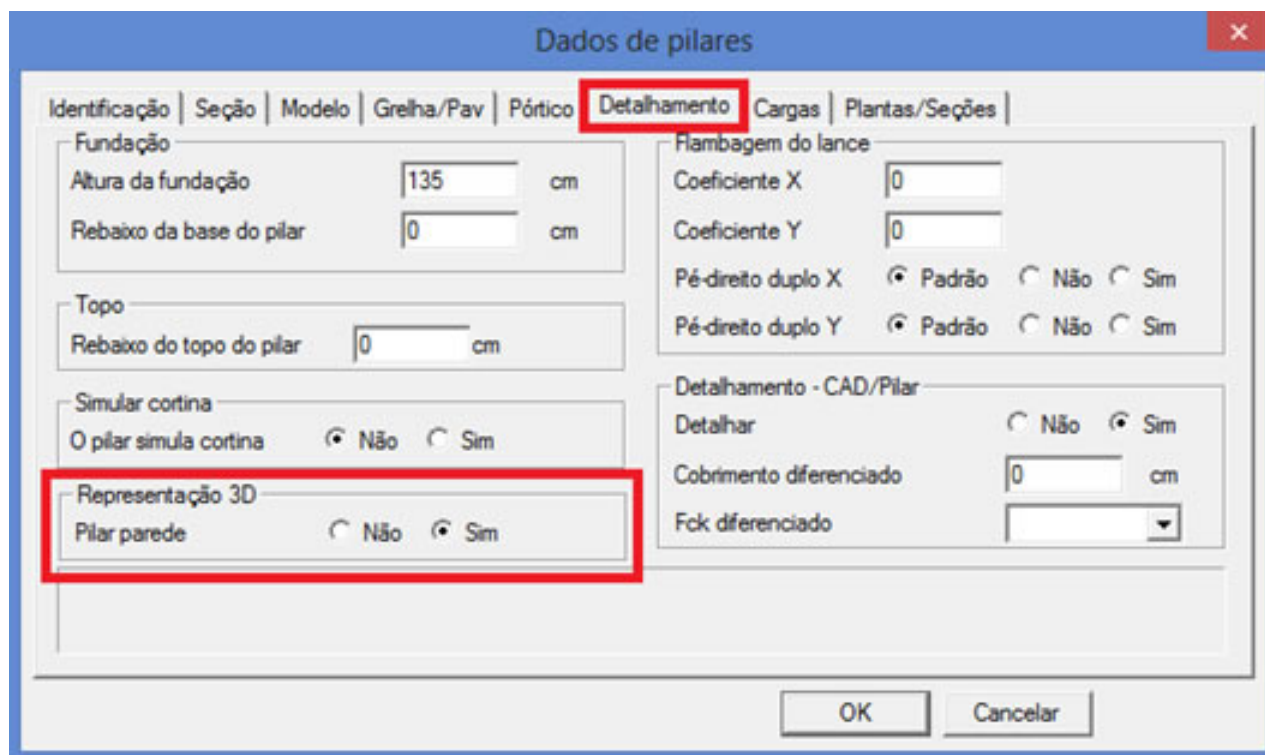 Dados de pilares
Identificação | Seção | Modelo | Grelha/Pav | Pórtico | Detalhamento | Cargas | Plantas/Seções
Fundação
Altura da fundação 135 cm
Rebaixo da base do pilar 0 cm
Topo
Rebaixo do topo do pilar 0 cm
Simular cortina
O pilar simula cortina Não Sim
Representação 3D
Pilar parede Não Sim
Flambagem do lance
Coeficiente X 0
Coeficiente Y 0
Pé-direito duplo X Padrão Não Sim
Pé-direito duplo Y Padrão Não Sim
Detalhamento - CAD/Pilar
Detalhar Não Sim
Cobrimento diferenciado 0 cm
Fck diferenciado
OK Cancelar